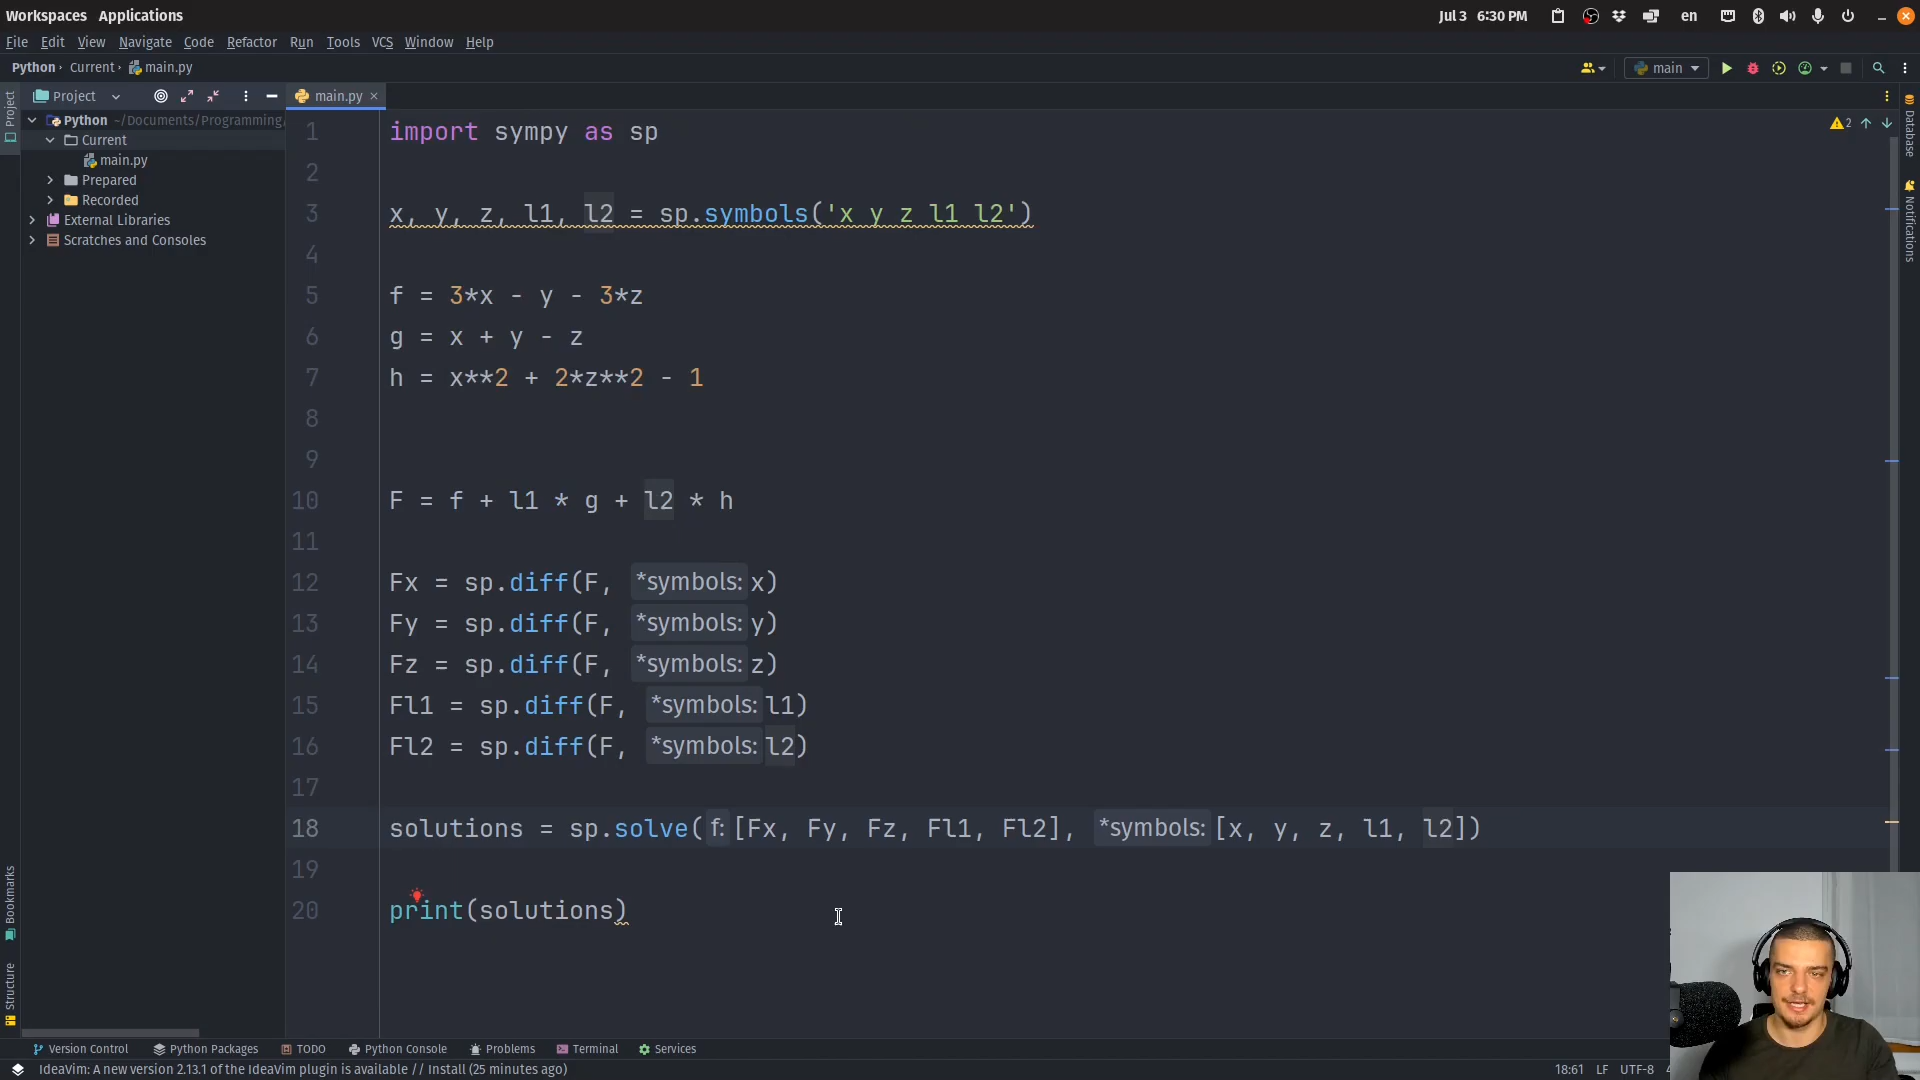 Workspaces Applications
Jul 3 6:30 PM en
File Edit View Navigate Code Refactor Run Tools VCS Window Help
Python › Current › main.py
main
Project
main.py ×
Python ~/Documents/Programming/
Current
main.py
Prepared
Recorded
External Libraries
Scratches and Consoles
Project
Bookmarks
Structure
2
Database
Notifications
1 import sympy as sp
2
3 x, y, z, l1, l2 = sp.symbols('x y z l1 l2')
4
5 f = 3*x - y - 3*z
6 g = x + y - z
7 h = x**2 + 2*z**2 - 1
8
9
10 F = f + l1 * g + l2 * h
11
12 Fx = sp.diff(F, *symbols: x)
13 Fy = sp.diff(F, *symbols: y)
14 Fz = sp.diff(F, *symbols: z)
15 Fl1 = sp.diff(F, *symbols: l1)
16 Fl2 = sp.diff(F, *symbols: l2)
17
18 solutions = sp.solve( f: [Fx, Fy, Fz, Fl1, Fl2], *symbols: [x, y, z, l1, l2])
19
20 print(solutions)
Version Control Python Packages TODO Python Console Problems Terminal Services
IdeaVim: A new version 2.13.1 of the IdeaVim plugin is available // Install (25 minutes ago)
18:61 LF UTF-8